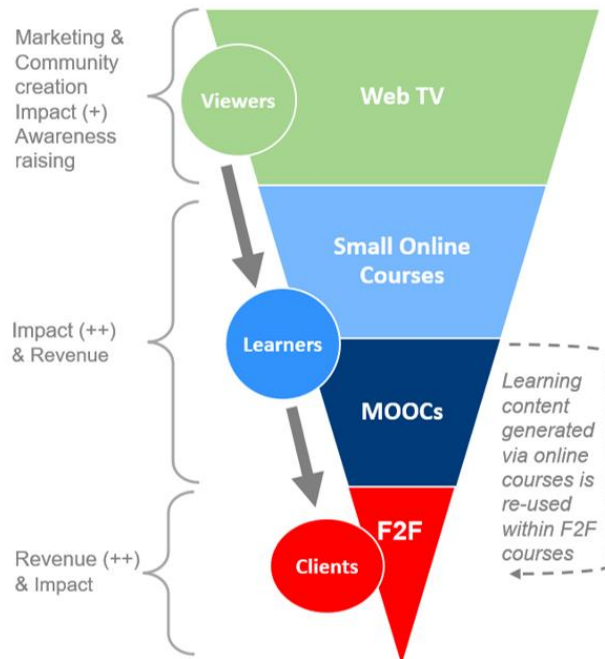 Marketing &
Community
creation
Impact (+)
Awareness
raising
Viewers
Web TV
Small Online
Courses
Impact (++)
& Revenue
Learners
MOOCs
Learning
content
generated
via online
courses is
re-used
within F2F
courses
F2F
Revenue (++)
& Impact
Clients